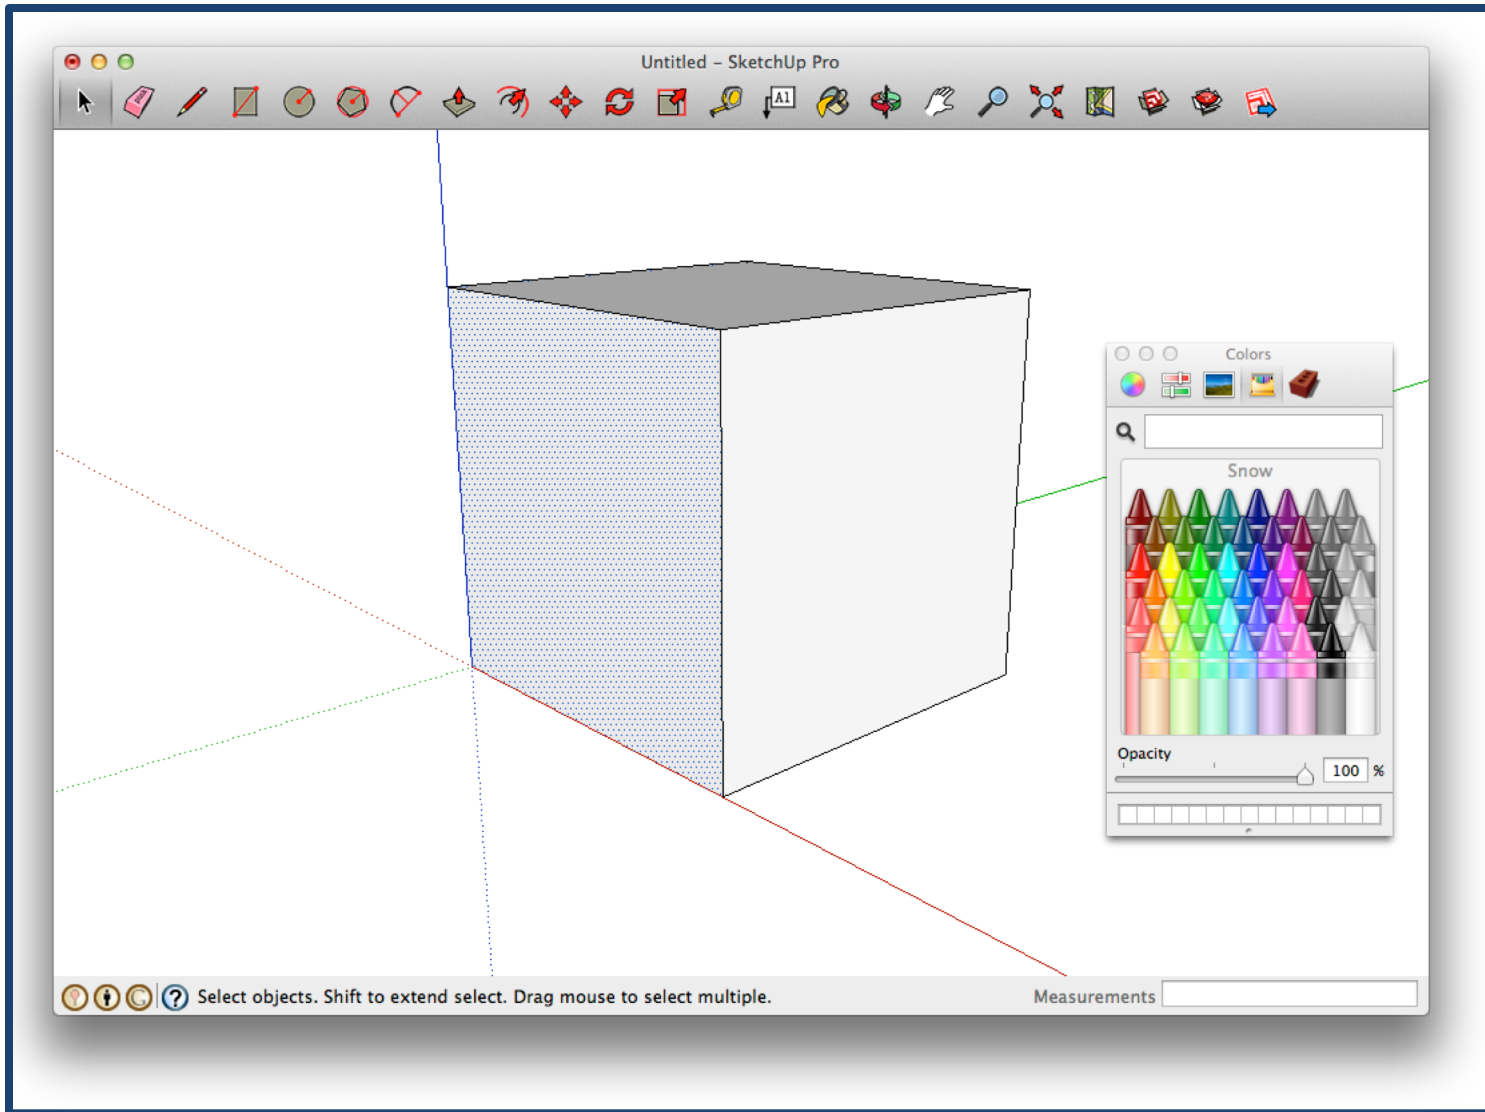 Untitled – SketchUp Pro
A1
Colors
Snow
Opacity
100 %
Select objects. Shift to extend select. Drag mouse to select multiple.
Measurements